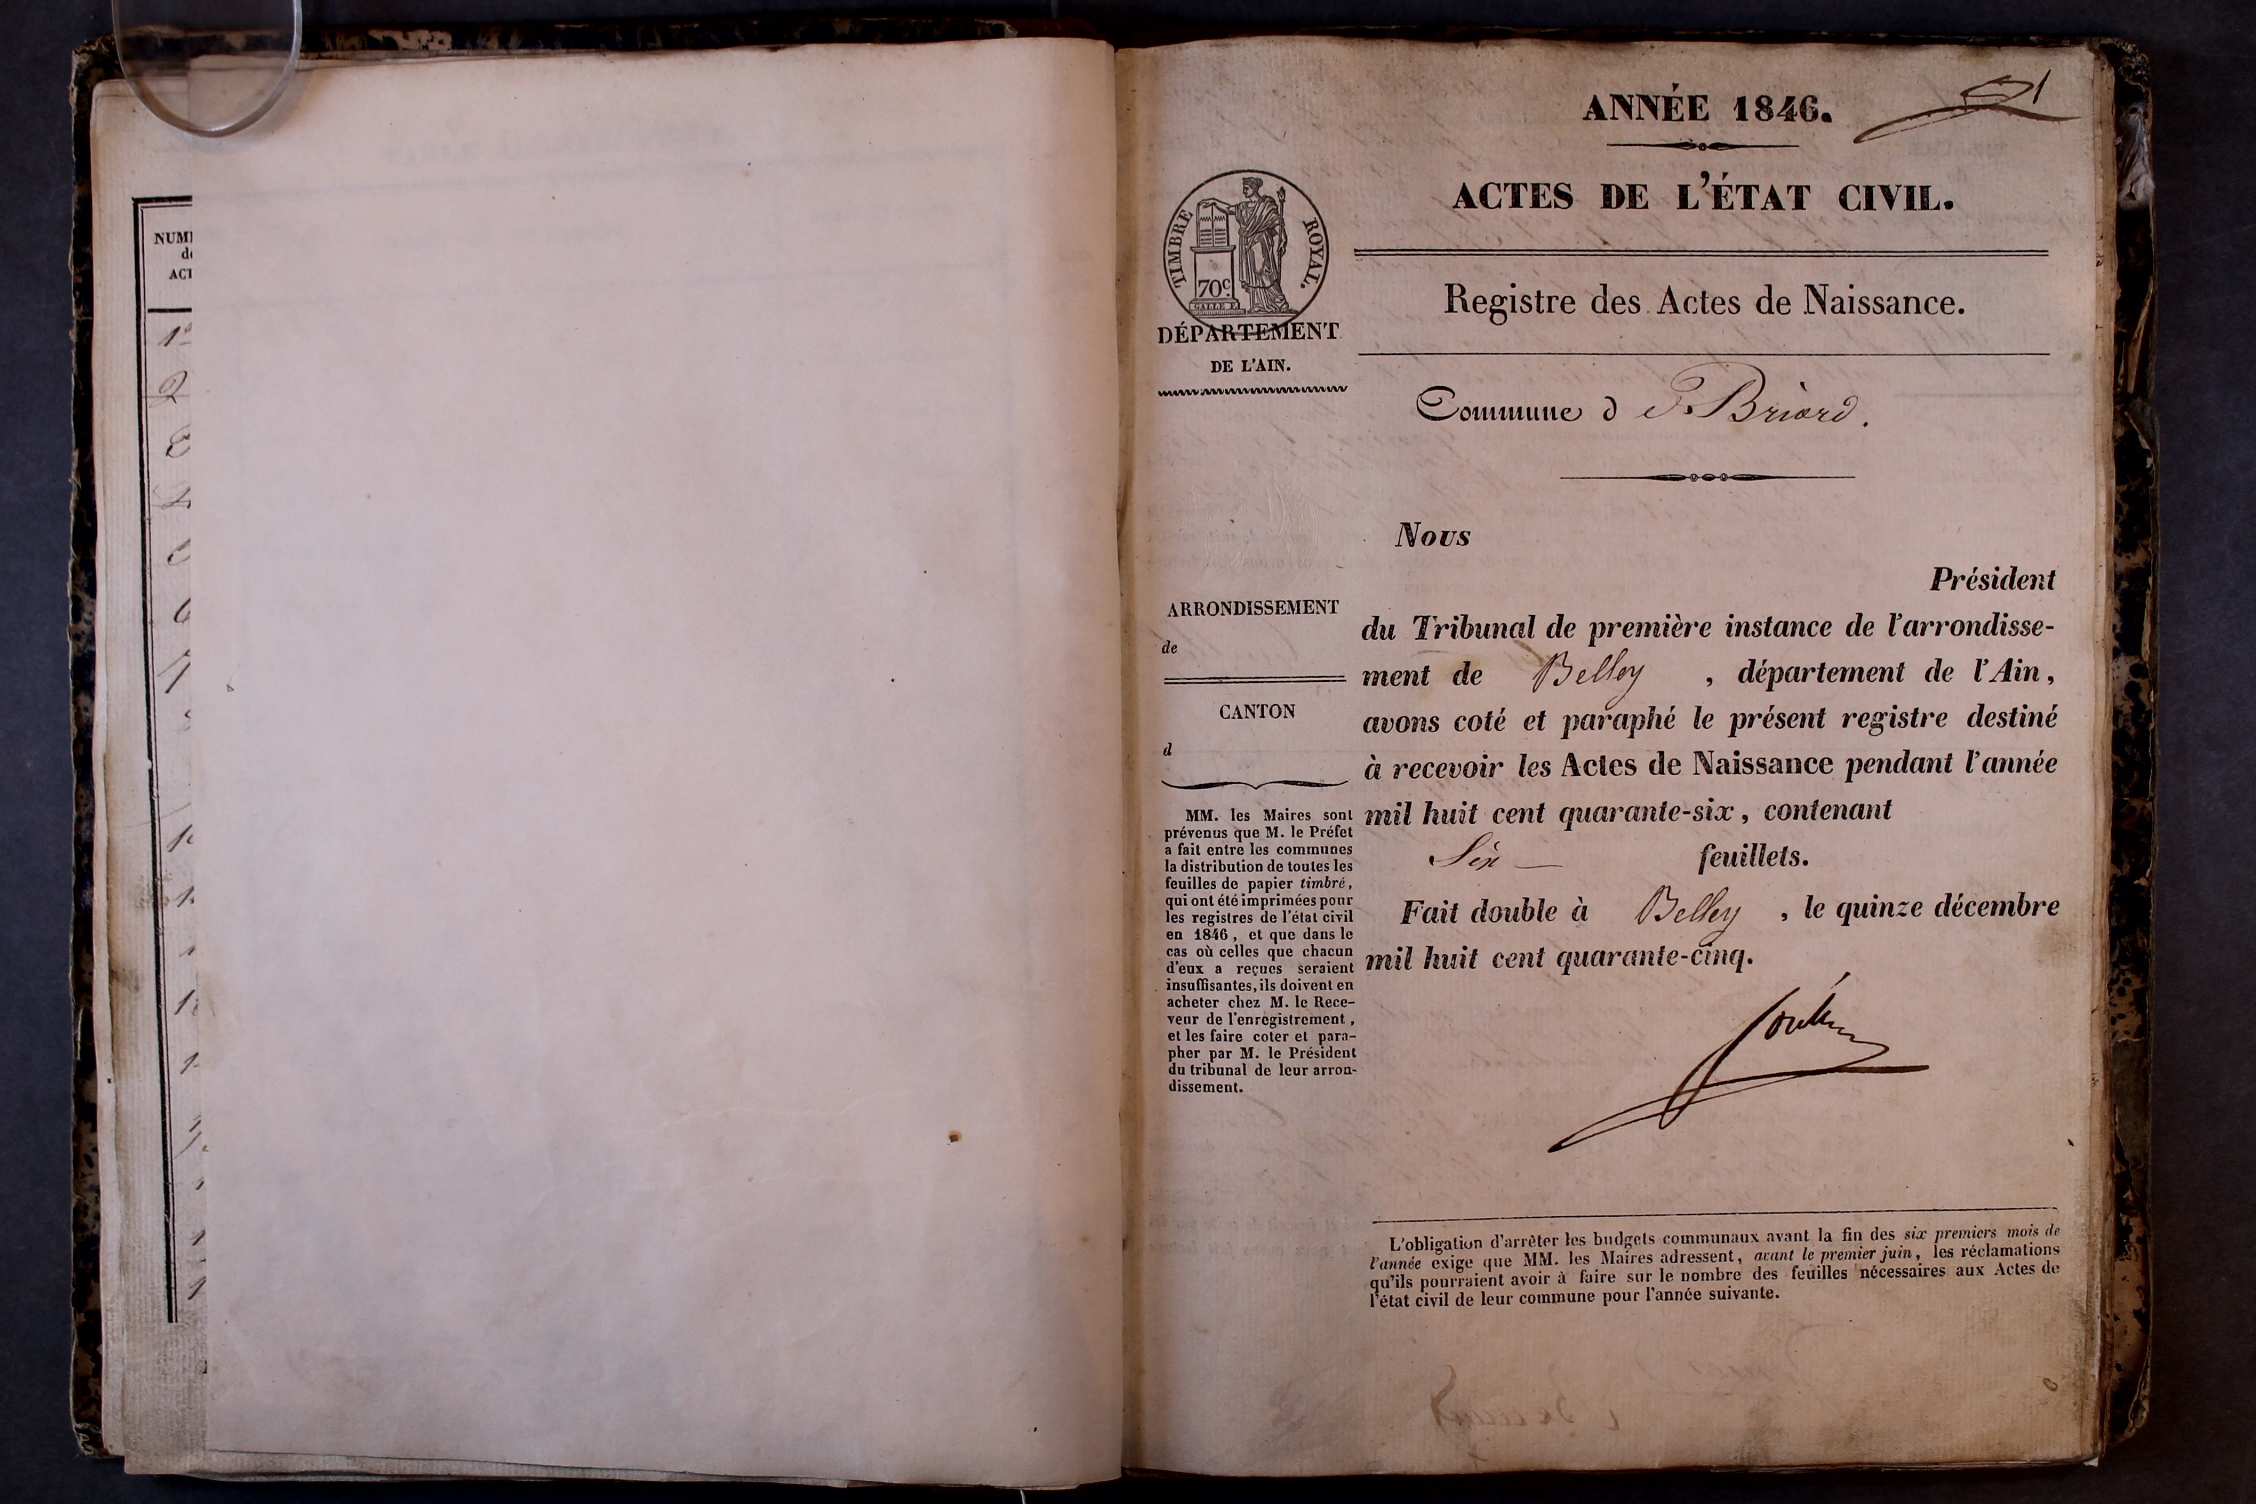 NUM
d
ACT
1
2
ANNÉE 1846.
1
ACTES DE L'ÉTAT CIVIL.
TIMBRE ROYAL.
70c
DÉPARTEMENT
DE L'AIN.
Registre des Actes de Naissance.
Commune d e Briord.
Nous
Président
du Tribunal de première instance de l'arrondisse-
ment de Belley , département de l'Ain,
avons coté et paraphé le présent registre destiné
à recevoir les Actes de Naissance pendant l'année
mil huit cent quarante-six, contenant
Six — feuillets.
Fait double à Belley , le quinze décembre
mil huit cent quarante-cinq.
ARRONDISSEMENT
de
CANTON
d
MM. les Maires sont
prévenus que M. le Préfet
a fait entre les communes
la distribution de toutes les
feuilles de papier timbré,
qui ont été imprimées pour
les registres de l'état civil
en 1846, et que dans le
cas où celles que chacun
d'eux a reçues seraient
insuffisantes, ils doivent en
acheter chez M. le Rece-
veur de l'enregistrement,
et les faire coter et para-
pher par M. le Président
du tribunal de leur arron-
dissement.
L'obligation d'arrêter les budgets communaux avant la fin des six premiers mois de
l'année exige que MM. les Maires adressent, avant le premier juin, les réclamations
qu'ils pourraient avoir à faire sur le nombre des feuilles nécessaires aux Actes de
l'état civil de leur commune pour l'année suivante.